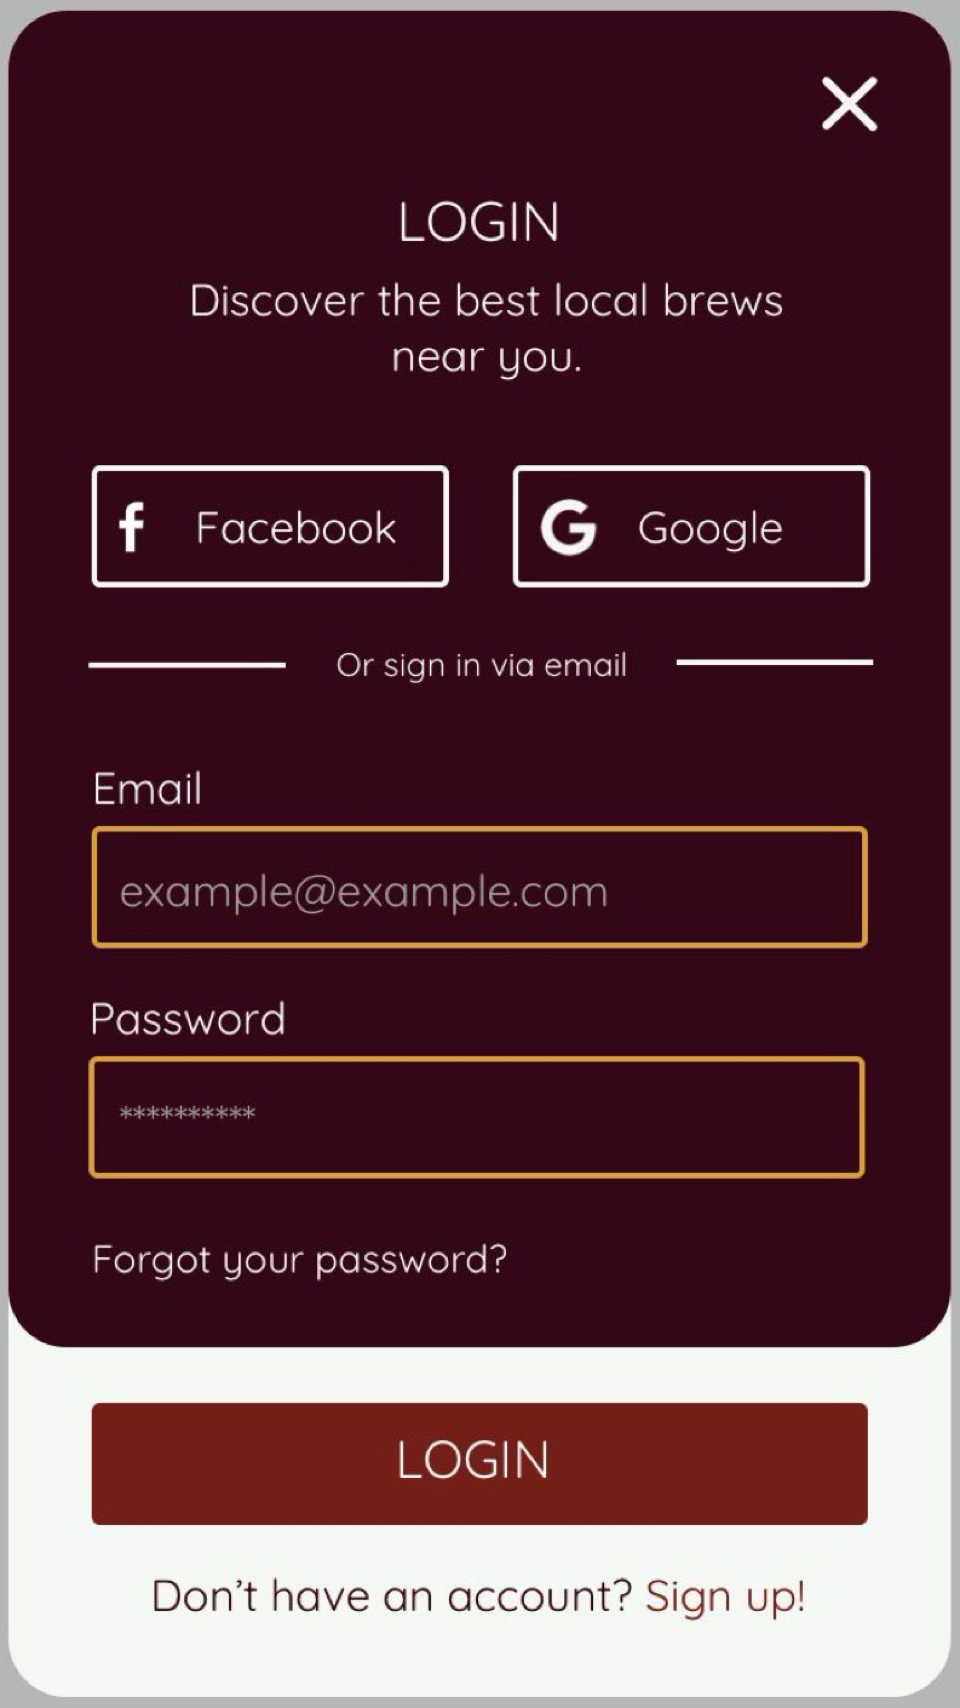 LOGIN
Discover the best local brews
near you.
Facebook
Google
Or sign in via email
Email
example@example.com
Password
**********
Forgot your password?
LOGIN
Don’t have an account? Sign up!